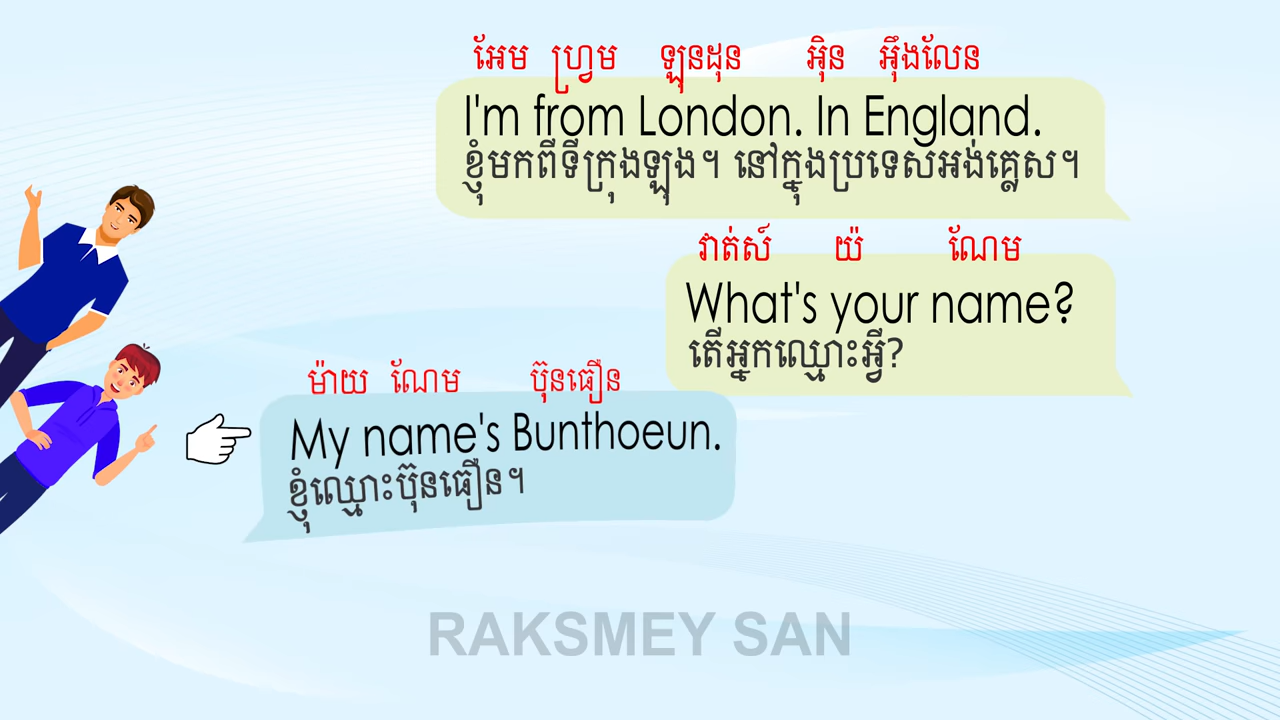 អែម ហ្វ្រម ឡុនដុន អ៊ិន អ៊ឹងលែន
I'm from London. In England.
ខ្ញុំមកពីទីក្រុងឡុង។ នៅក្នុងប្រទេសអង់គ្លេស។
វាត់ស៍ យ៉ ណែម
What's your name?
តើអ្នកឈ្មោះអ្វី?
ម៉ាយ ណែម ប៊ុនធឿន
My name's Bunthoeun.
ខ្ញុំឈ្មោះប៊ុនធឿន។
RAKSMEY SAN